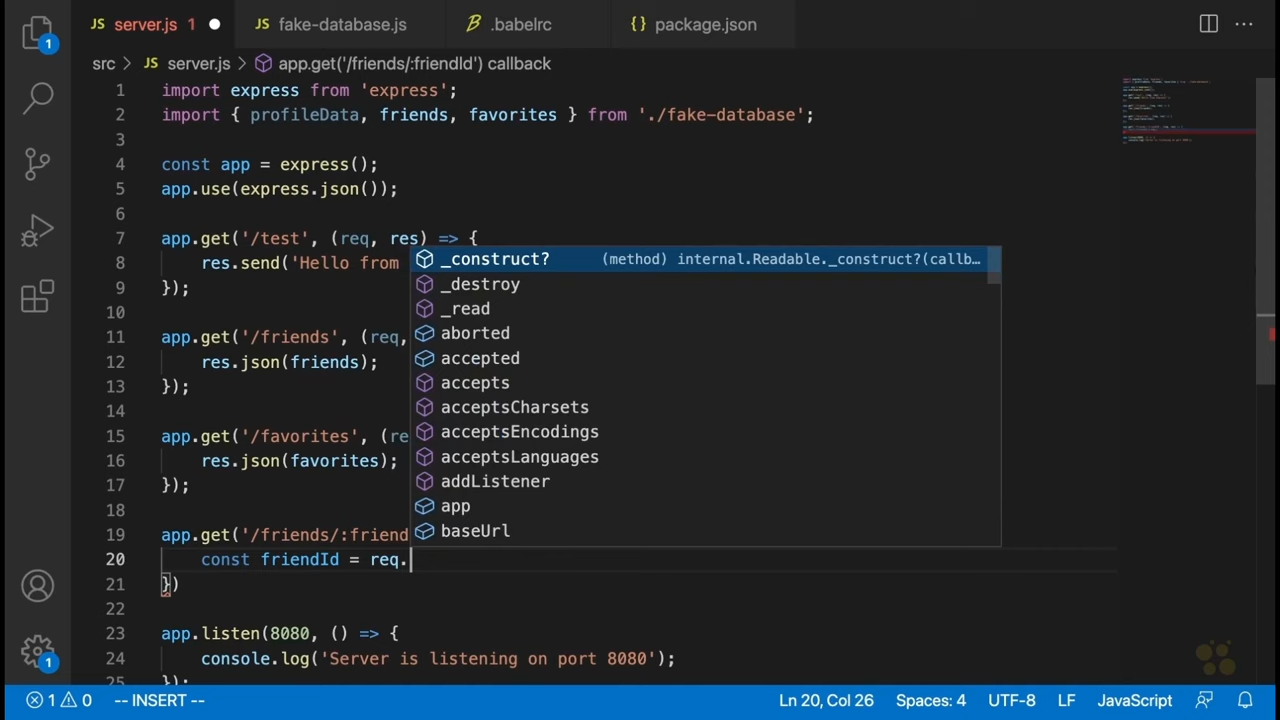 JS server.js 1 JS fake-database.js .babelrc {} package.json
1
src JS server.js app.get('/friends/:friendId') callback
1 import express from 'express';
2 import { profileData, friends, favorites } from './fake-database';
3
4 const app = express();
5 app.use(express.json());
6
7 app.get('/test', (req, res) => {
8 res.send('Hello from
9 });
10
11 app.get('/friends', (req,
12 res.json(friends);
13 });
14
15 app.get('/favorites', (re
16 res.json(favorites);
17 });
18
19 app.get('/friends/:friend
20 const friendId = req.
21 })
22
23 app.listen(8080, () => {
24 console.log('Server is listening on port 8080');
25 });
_construct? (method) internal.Readable._construct?(callb…
_destroy
_read
aborted
accepted
accepts
acceptsCharsets
acceptsEncodings
acceptsLanguages
addListener
app
baseUrl
1
1 0 -- INSERT -- Ln 20, Col 26 Spaces: 4 UTF-8 LF JavaScript